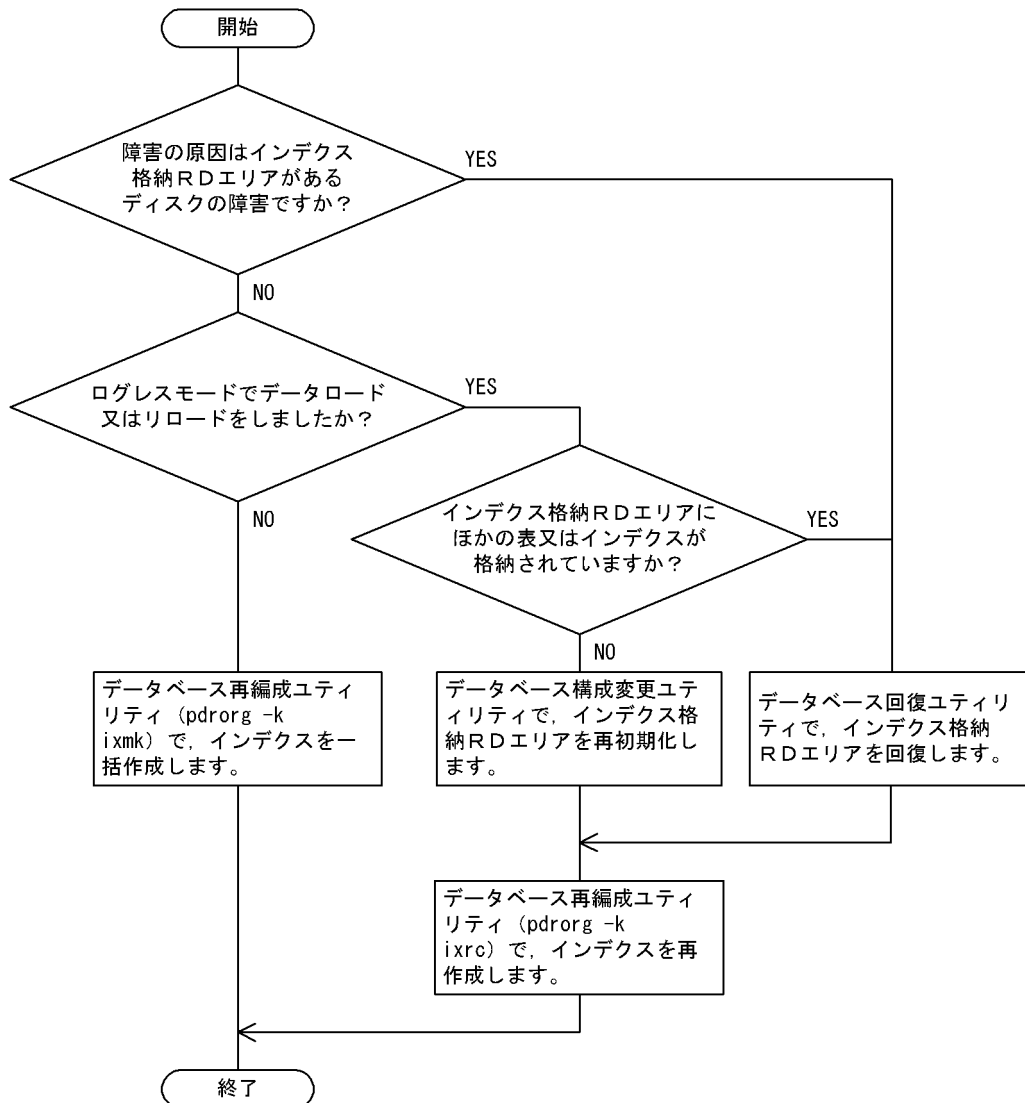 開始
障害の原因はインデクス
格納ＲＤエリアがある
ディスクの障害ですか？
YES
NO
ログレスモードでデータロード
又はリロードをしましたか？
YES
NO
インデクス格納ＲＤエリアに
ほかの表又はインデクスが
格納されていますか？
YES
NO
データベース再編成ユティ
リティ（pdrorg -k
ixmk）で，インデクスを一
括作成します。
データベース構成変更ユテ
ィリティで，インデクス格
納ＲＤエリアを再初期化し
ます。
データベース回復ユティリ
ティで，インデクス格納
ＲＤエリアを回復します。
データベース再編成ユティ
リティ（pdrorg -k
ixrc）で，インデクスを再
作成します。
終了